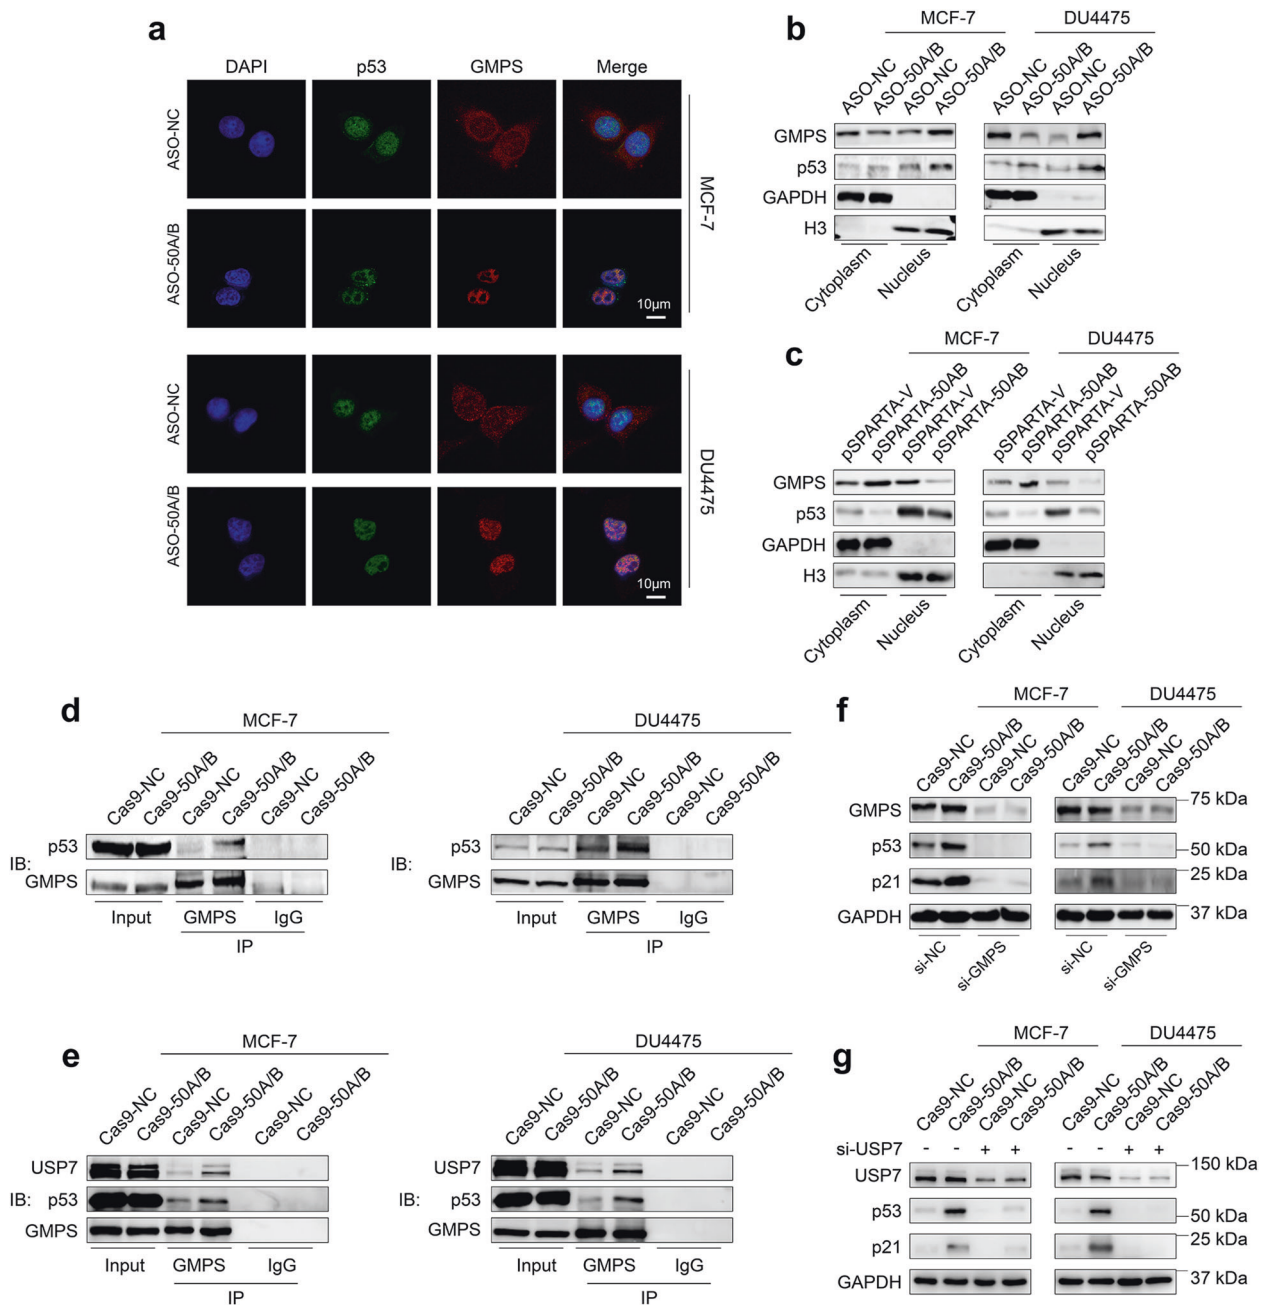 a
DAPI p53 GMPS Merge
ASO-NC
ASO-50A/B
10μm
MCF-7
ASO-NC
ASO-50A/B
10μm
DU4475
b
MCF-7 DU4475
ASO-NC ASO-50A/B ASO-NC ASO-50A/B ASO-NC ASO-50A/B ASO-NC ASO-50A/B
GMPS
p53
GAPDH
H3
Cytoplasm Nucleus Cytoplasm Nucleus
c
MCF-7 DU4475
pSPARTA-V pSPARTA-50AB pSPARTA-V pSPARTA-50AB pSPARTA-V pSPARTA-50AB pSPARTA-V pSPARTA-50AB
GMPS
p53
GAPDH
H3
Cytoplasm Nucleus Cytoplasm Nucleus
d
MCF-7 DU4475
Cas9-NC Cas9-50A/B Cas9-NC Cas9-50A/B Cas9-NC Cas9-50A/B Cas9-NC Cas9-50A/B Cas9-NC Cas9-50A/B Cas9-NC Cas9-50A/B
p53 p53
IB: IB:
GMPS GMPS
Input GMPS IgG Input GMPS IgG
IP IP
e
MCF-7 DU4475
Cas9-NC Cas9-50A/B Cas9-NC Cas9-50A/B Cas9-NC Cas9-50A/B Cas9-NC Cas9-50A/B Cas9-NC Cas9-50A/B Cas9-NC Cas9-50A/B
USP7 USP7
IB: p53 IB: p53
GMPS GMPS
Input GMPS IgG Input GMPS IgG
IP IP
f
MCF-7 DU4475
Cas9-NC Cas9-50A/B Cas9-NC Cas9-50A/B Cas9-NC Cas9-50A/B Cas9-NC Cas9-50A/B
GMPS 75 kDa
p53 50 kDa
p21 25 kDa
GAPDH 37 kDa
si-NC si-GMPS si-NC si-GMPS
g
MCF-7 DU4475
Cas9-NC Cas9-50A/B Cas9-NC Cas9-50A/B Cas9-NC Cas9-50A/B Cas9-NC Cas9-50A/B
si-USP7 - - + + - - + +
USP7 150 kDa
p53 50 kDa
p21 25 kDa
GAPDH 37 kDa